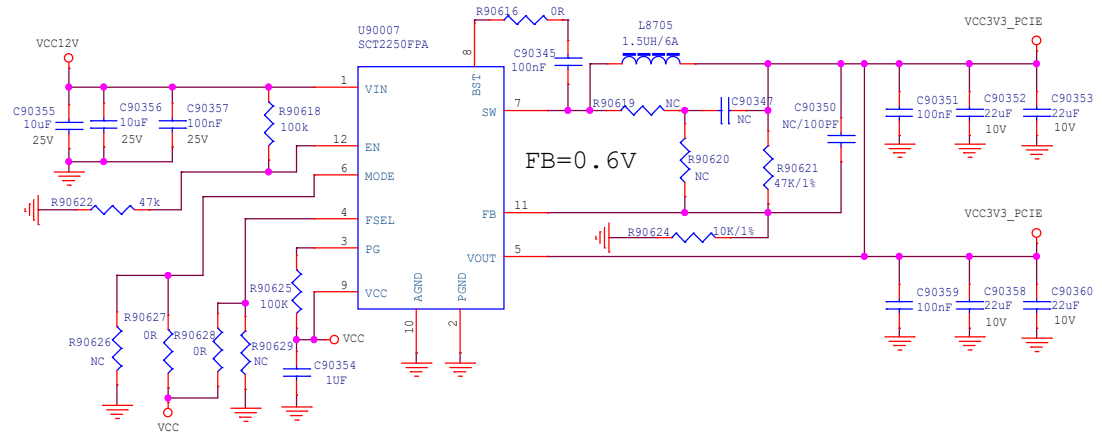 R90616
0R
L8705
1.5UH/6A
VCC3V3_PCIE
U90007
SCT2250FPA
VCC12V
C90345
100nF
8
BST
1
VIN
SW
7
C90355
10uF
25V
C90356
10uF
25V
C90357
100nF
25V
R90618
100k
R90619
NC
C90347
NC
C90350
NC/100PF
C90351
100nF
C90352
22uF
10V
C90353
22uF
10V
12
EN
FB=0.6V
R90620
NC
R90621
47K/1%
6
MODE
R90622
47k
4
FSEL
FB
11
VCC3V3_PCIE
R90624
10K/1%
3
PG
VOUT
5
R90625
100K
9
VCC
AGND
PGND
C90359
100nF
C90358
22uF
10V
C90360
22uF
10V
R90626
NC
R90627
0R
R90628
0R
R90629
NC
VCC
10
2
C90354
1UF
VCC